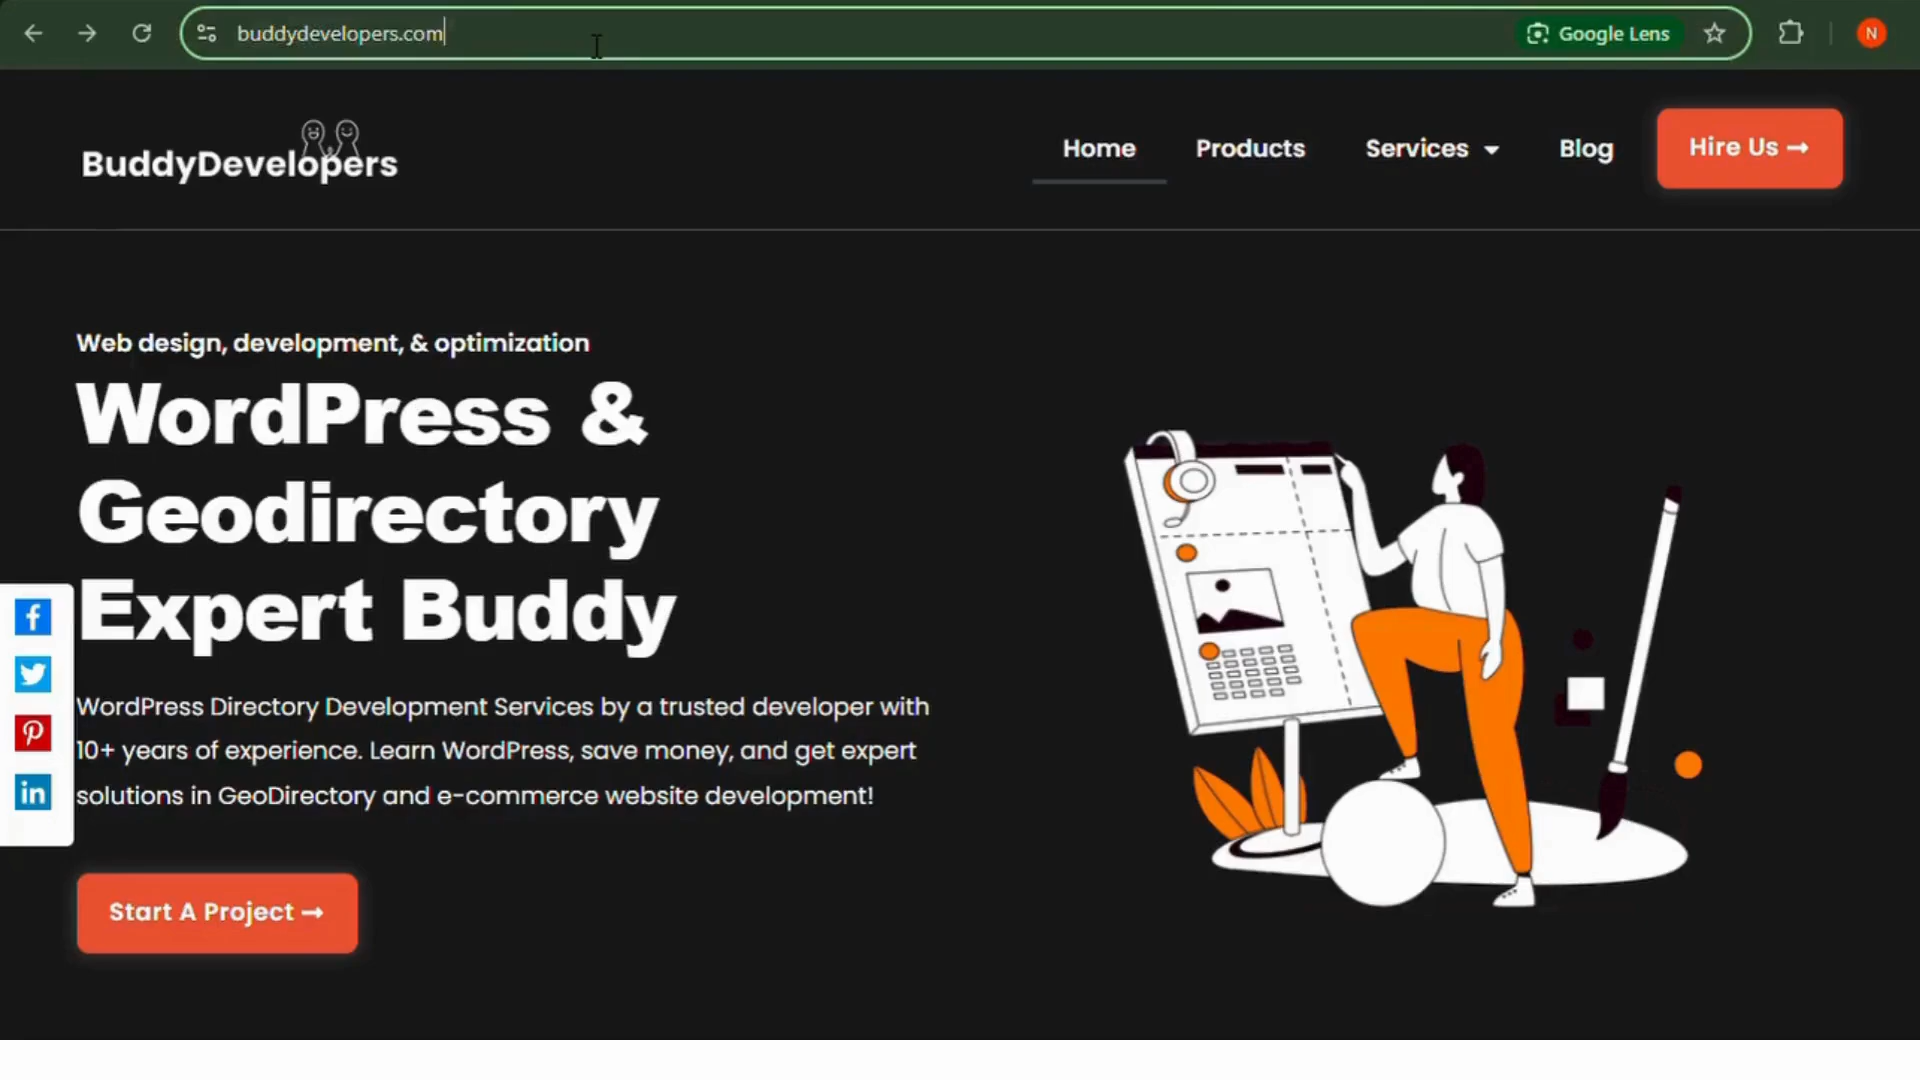 buddydevelopers.com
Google Lens
N
BuddyDevelopers
Home
Products
Services
Blog
Hire Us →
Web design, development, & optimization
WordPress &
Geodirectory
Expert Buddy
WordPress Directory Development Services by a trusted developer with
10+ years of experience. Learn WordPress, save money, and get expert
solutions in GeoDirectory and e-commerce website development!
Start A Project →